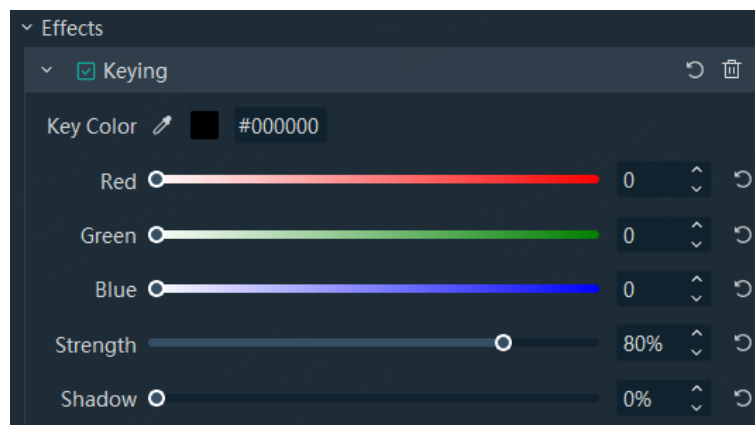 Effects
Keying
Key Color #000000
Red 0
Green 0
Blue 0
Strength 80%
Shadow 0%